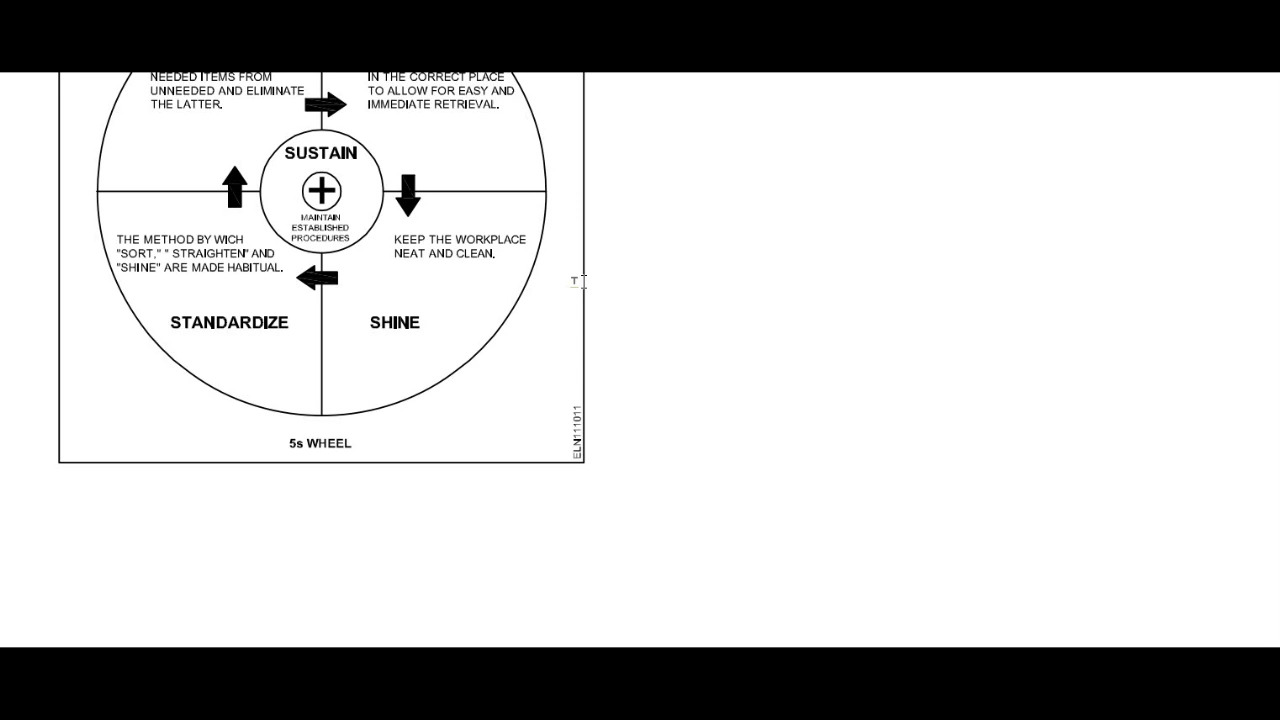 NEEDED ITEMS FROM
UNNEEDED AND ELIMINATE
THE LATTER.
IN THE CORRECT PLACE
TO ALLOW FOR EASY AND
IMMEDIATE RETRIEVAL.
SUSTAIN
MAINTAIN
ESTABLISHED
PROCEDURES
THE METHOD BY WICH
"SORT," " STRAIGHTEN" AND
"SHINE" ARE MADE HABITUAL.
KEEP THE WORKPLACE
NEAT AND CLEAN.
STANDARDIZE
SHINE
5s WHEEL
ELN111011
T